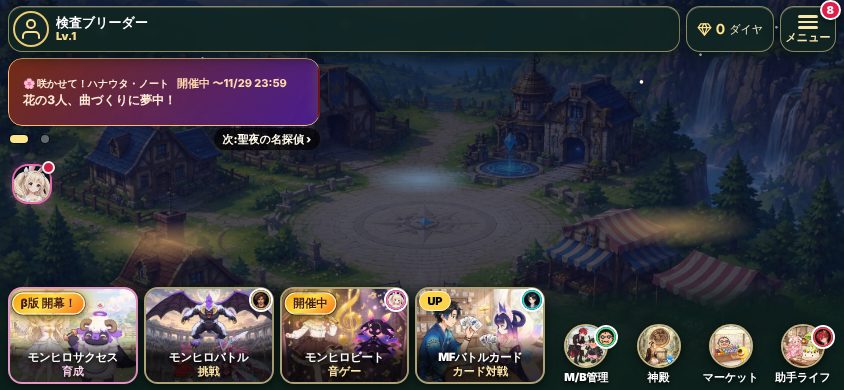 検査ブリーダー
Lv.1
0 ダイヤ
8
メニュー
🌸 咲かせて！ハナウタ・ノート 開催中 〜11/29 23:59
花の3人、曲づくりに夢中！
次:聖夜の名探偵 ›
β版 開幕！
モンヒロサクセス
育成
モンヒロバトル
挑戦
開催中
モンヒロビート
音ゲー
UP
MFバトルカード
カード対戦
M/B管理
神殿
マーケット
助手ライフ